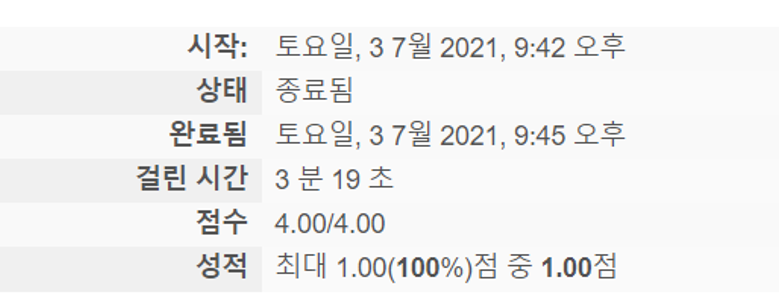 시작: 토요일, 3 7월 2021, 9:42 오후
상태 종료됨
완료됨 토요일, 3 7월 2021, 9:45 오후
걸린 시간 3 분 19 초
점수 4.00/4.00
성적 최대 1.00(100%)점 중 1.00점